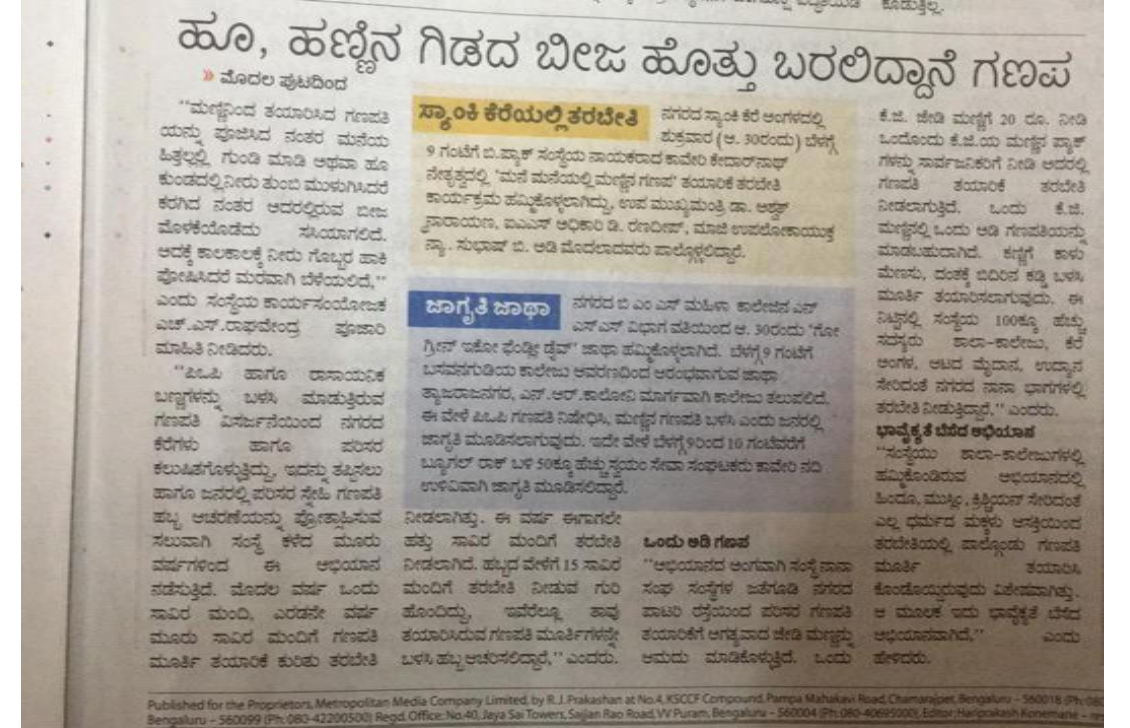 ಕೂಡುತ್ತಿಲ್ಲ.
ಹೂ, ಹಣ್ಣಿನ ಗಿಡದ ಬೀಜ ಹೊತ್ತು ಬರಲಿದ್ದಾನೆ ಗಣಪ
» ಮೊದಲ ಪುಟದಿಂದ
"ಮಣ್ಣಿನಿಂದ ತಯಾರಿಸಿದ ಗಣಪತಿ
ಯನ್ನು ಪೂಜಿಸಿದ ನಂತರ ಮನೆಯ
ಹಿತ್ತಲ್ಲಲ್ಲಿ ಗುಂಡಿ ಮಾಡಿ ಅಥವಾ ಹೂ
ಕುಂಡದಲ್ಲಿ ನೀರು ತುಂಬಿ ಮುಳುಗಿಸಿದರೆ
ಕರಗಿದ ನಂತರ ಅದರಲ್ಲಿರುವ ಬೀಜ
ಮೊಳಕೆಯೊಡೆದು ಸಸಿಯಾಗಲಿದೆ.
ಅದಕ್ಕೆ ಕಾಲಕಾಲಕ್ಕೆ ನೀರು ಗೊಬ್ಬರ ಹಾಕಿ
ಪೋಷಿಸಿದರೆ ಮರವಾಗಿ ಬೆಳೆಯಲಿದೆ,"
ಎಂದು ಸಂಸ್ಥೆಯ ಕಾರ್ಯಸಂಯೋಜಕ
ಎಚ್.ಎಸ್.ರಾಘವೇಂದ್ರ ಪೂಜಾರಿ
ಮಾಹಿತಿ ನೀಡಿದರು.
"ಪಿಒಪಿ ಹಾಗೂ ರಾಸಾಯನಿಕ
ಬಣ್ಣಗಳನ್ನು ಬಳಸಿ ಮಾಡುತ್ತಿರುವ
ಗಣಪತಿ ವಿಸರ್ಜನೆಯಿಂದ ನಗರದ
ಕೆರೆಗಳು ಹಾಗೂ ಪರಿಸರ
ಕಲುಷಿತಗೊಳ್ಳುತ್ತಿದ್ದು, ಇದನ್ನು ತಪ್ಪಿಸಲು
ಹಾಗೂ ಜನರಲ್ಲಿ ಪರಿಸರ ಸ್ನೇಹಿ ಗಣಪತಿ
ಹಬ್ಬ ಆಚರಣೆಯನ್ನು ಪ್ರೋತ್ಸಾಹಿಸುವ
ಸಲುವಾಗಿ ಸಂಸ್ಥೆ ಕಳೆದ ಮೂರು
ವರ್ಷಗಳಿಂದ ಈ ಅಭಿಯಾನ
ನಡೆಸುತ್ತಿದೆ. ಮೊದಲ ವರ್ಷ ಒಂದು
ಸಾವಿರ ಮಂದಿ, ಎರಡನೇ ವರ್ಷ
ಮೂರು ಸಾವಿರ ಮಂದಿಗೆ ಗಣಪತಿ
ಮೂರ್ತಿ ತಯಾರಿಕೆ ಕುರಿತು ತರಬೇತಿ
ಸ್ಯಾಂಕಿ ಕೆರೆಯಲ್ಲಿ ತರಬೇತಿ
ನಗರದ ಸ್ಯಾಂಕಿ ಕೆರೆ ಅಂಗಳದಲ್ಲಿ
ಶುಕ್ರವಾರ (ಆ. 30ರಂದು) ಬೆಳಗ್ಗೆ
9 ಗಂಟೆಗೆ ಬಿ.ಪ್ಯಾಕ್ ಸಂಸ್ಥೆಯ ನಾಯಕರಾದ ಕಾವೇರಿ ಕೇದಾರ್‌ನಾಥ್
ನೇತೃತ್ವದಲ್ಲಿ 'ಮನೆ ಮನೆಯಲ್ಲಿ ಮಣ್ಣಿನ ಗಣಪ' ತಯಾರಿಕೆ ತರಬೇತಿ
ಕಾರ್ಯಕ್ರಮ ಹಮ್ಮಿಕೊಳ್ಳಲಾಗಿದ್ದು, ಉಪ ಮುಖ್ಯಮಂತ್ರಿ ಡಾ. ಅಶ್ವತ್ಥ್
ನಾರಾಯಣ, ಐಎಎಸ್ ಅಧಿಕಾರಿ ಡಿ. ರಣದೀಪ್, ಮಾಜಿ ಉಪಲೋಕಾಯುಕ್ತ
ನ್ಯಾ. ಸುಭಾಷ್ ಬಿ. ಅಡಿ ಮೊದಲಾದವರು ಪಾಲ್ಗೊಳ್ಳಲಿದ್ದಾರೆ.
ಜಾಗೃತಿ ಜಾಥಾ
ನಗರದ ಬಿ ಎಂ ಎಸ್ ಮಹಿಳಾ ಕಾಲೇಜಿನ ಎನ್
ಎಸ್ ಎಸ್ ವಿಭಾಗ ವತಿಯಿಂದ ಆ. 30ರಂದು 'ಗೋ
ಗ್ರೀನ್ ಇಕೋ ಫ್ರೆಂಡ್ಲೀ ಡ್ರೈವ್' ಜಾಥಾ ಹಮ್ಮಿಕೊಳ್ಳಲಾಗಿದೆ. ಬೆಳಗ್ಗೆ 9 ಗಂಟೆಗೆ
ಬಸವನಗುಡಿಯ ಕಾಲೇಜು ಆವರಣದಿಂದ ಆರಂಭವಾಗುವ ಜಾಥಾ
ತ್ಯಾಜರಾಜನಗರ, ಎನ್.ಆರ್.ಕಾಲೋನಿ ಮಾರ್ಗವಾಗಿ ಕಾಲೇಜು ತಲುಪಲಿದೆ.
ಈ ವೇಳೆ ಪಿಒಪಿ ಗಣಪತಿ ನಿಷೇಧಿಸಿ, ಮಣ್ಣಿನ ಗಣಪತಿ ಬಳಸಿ ಎಂದು ಜನರಲ್ಲಿ
ಜಾಗೃತಿ ಮೂಡಿಸಲಾಗುವುದು. ಇದೇ ವೇಳೆ ಬೆಳಗ್ಗೆ 9ರಿಂದ 10 ಗಂಟೆವರೆಗೆ
ಬ್ಯೂಗಲ್ ರಾಕ್ ಬಳಿ 50ಕ್ಕೂ ಹೆಚ್ಚು ಸ್ವಯಂ ಸೇವಾ ಸಂಘಟಕರು ಕಾವೇರಿ ನದಿ
ಉಳಿವಿವಾಗಿ ಜಾಗೃತಿ ಮೂಡಿಸಲಿದ್ದಾರೆ.
ನೀಡಲಾಗಿತ್ತು. ಈ ವರ್ಷ ಈಗಾಗಲೇ
ಹತ್ತು ಸಾವಿರ ಮಂದಿಗೆ ತರಬೇತಿ
ನೀಡಲಾಗಿದೆ. ಹಬ್ಬದ ವೇಳೆಗೆ 15 ಸಾವಿರ
ಮಂದಿಗೆ ತರಬೇತಿ ನೀಡುವ ಗುರಿ
ಹೊಂದಿದ್ದು, ಇವರೆಲ್ಲೂ ತಾವು
ತಯಾರಿಸಿರುವ ಗಣಪತಿ ಮೂರ್ತಿಗಳನ್ನೇ
ಬಳಸಿ ಹಬ್ಬ ಆಚರಿಸಲಿದ್ದಾರೆ," ಎಂದರು.
ಒಂದು ಅಡಿ ಗಣಪ
"ಅಭಿಯಾನದ ಅಂಗವಾಗಿ ಸಂಸ್ಥೆ ನಾನಾ
ಸಂಘ ಸಂಸ್ಥೆಗಳ ಜತೆಗೂಡಿ ನಗರದ
ಪಾಟರಿ ರಸ್ತೆಯಿಂದ ಪರಿಸರ ಗಣಪತಿ
ತಯಾರಿಕೆಗೆ ಅಗತ್ಯವಾದ ಜೇಡಿ ಮಣ್ಣನ್ನು
ಆಮದು ಮಾಡಿಕೊಳ್ಳುತ್ತಿದೆ. ಒಂದು
ಕೆ.ಜಿ. ಜೇಡಿ ಮಣ್ಣಿಗೆ 20 ರೂ. ನೀಡಿ
ಒಂದೊಂದು ಕೆ.ಜಿ.ಯ ಮಣ್ಣಿನ ಪ್ಯಾಕ್
ಗಳನ್ನು ಸಾರ್ವಜನಿಕರಿಗೆ ನೀಡಿ ಅದರಲ್ಲಿ
ಗಣಪತಿ ತಯಾರಿಕೆ ತರಬೇತಿ
ನೀಡಲಾಗುತ್ತಿದೆ. ಒಂದು ಕೆ.ಜಿ.
ಮಣ್ಣಿನಲ್ಲಿ ಒಂದು ಅಡಿ ಗಣಪತಿಯನ್ನು
ಮಾಡಬಹುದಾಗಿದೆ. ಕಣ್ಣಿಗೆ ಕಾಳು
ಮೆಣಸು, ದಂತಕ್ಕೆ ಬಿದಿರಿನ ಕಡ್ಡಿ ಬಳಸಿ
ಮೂರ್ತಿ ತಯಾರಿಸಲಾಗುವುದು. ಈ
ನಿಟ್ಟಿನಲ್ಲಿ ಸಂಸ್ಥೆಯ 100ಕ್ಕೂ ಹೆಚ್ಚು
ಸದಸ್ಯರು ಶಾಲಾ-ಕಾಲೇಜು, ಕೆರೆ
ಅಂಗಳ, ಆಟದ ಮೈದಾನ, ಉದ್ಯಾನ
ಸೇರಿದಂತೆ ನಗರದ ನಾನಾ ಭಾಗಗಳಲ್ಲಿ
ತರಬೇತಿ ನೀಡುತ್ತಿದ್ದಾರೆ," ಎಂದರು.
ಭಾವೈಕ್ಯತೆ ಬೆಸೆದ ಅಭಿಯಾನ
"ಸಂಸ್ಥೆಯು ಶಾಲಾ-ಕಾಲೇಜುಗಳಲ್ಲಿ
ಹಮ್ಮಿಕೊಂಡಿರುವ ಅಭಿಯಾನದಲ್ಲಿ
ಹಿಂದೂ, ಮುಸ್ಲಿಂ, ಕ್ರಿಶ್ಚಿಯನ್ ಸೇರಿದಂತೆ
ಎಲ್ಲ ಧರ್ಮದ ಮಕ್ಕಳು ಆಸಕ್ತಿಯಿಂದ
ತರಬೇತಿಯಲ್ಲಿ ಪಾಲ್ಗೊಂಡು ಗಣಪತಿ
ಮೂರ್ತಿ ತಯಾರಿಸಿ
ಕೊಂಡೊಯ್ಯುರುವುದು ವಿಶೇಷವಾಗಿತ್ತು.
ಆ ಮೂಲಕ ಇದು ಭಾವೈಕ್ಯತೆ ಬೆಸೆದ
ಅಭಿಯಾನವಾಗಿದೆ," ಎಂದು
ಹೇಳಿದರು.
Published for the Proprietors, Metropolitan Media Company Limited, by R.J. Prakashan at No.4, KSCCF Compound, Pampa Mahakavi Road, Chamarajpet, Bengaluru - 560018 (Ph: 080-
Bengaluru - 560099 (Ph: 080-42200500) Regd. Office: No.40, Jaya Sai Towers, Sajjan Rao Road, VV Puram, Bengaluru - 560004 (Ph: 080-40695000), Editor: Hariprakash